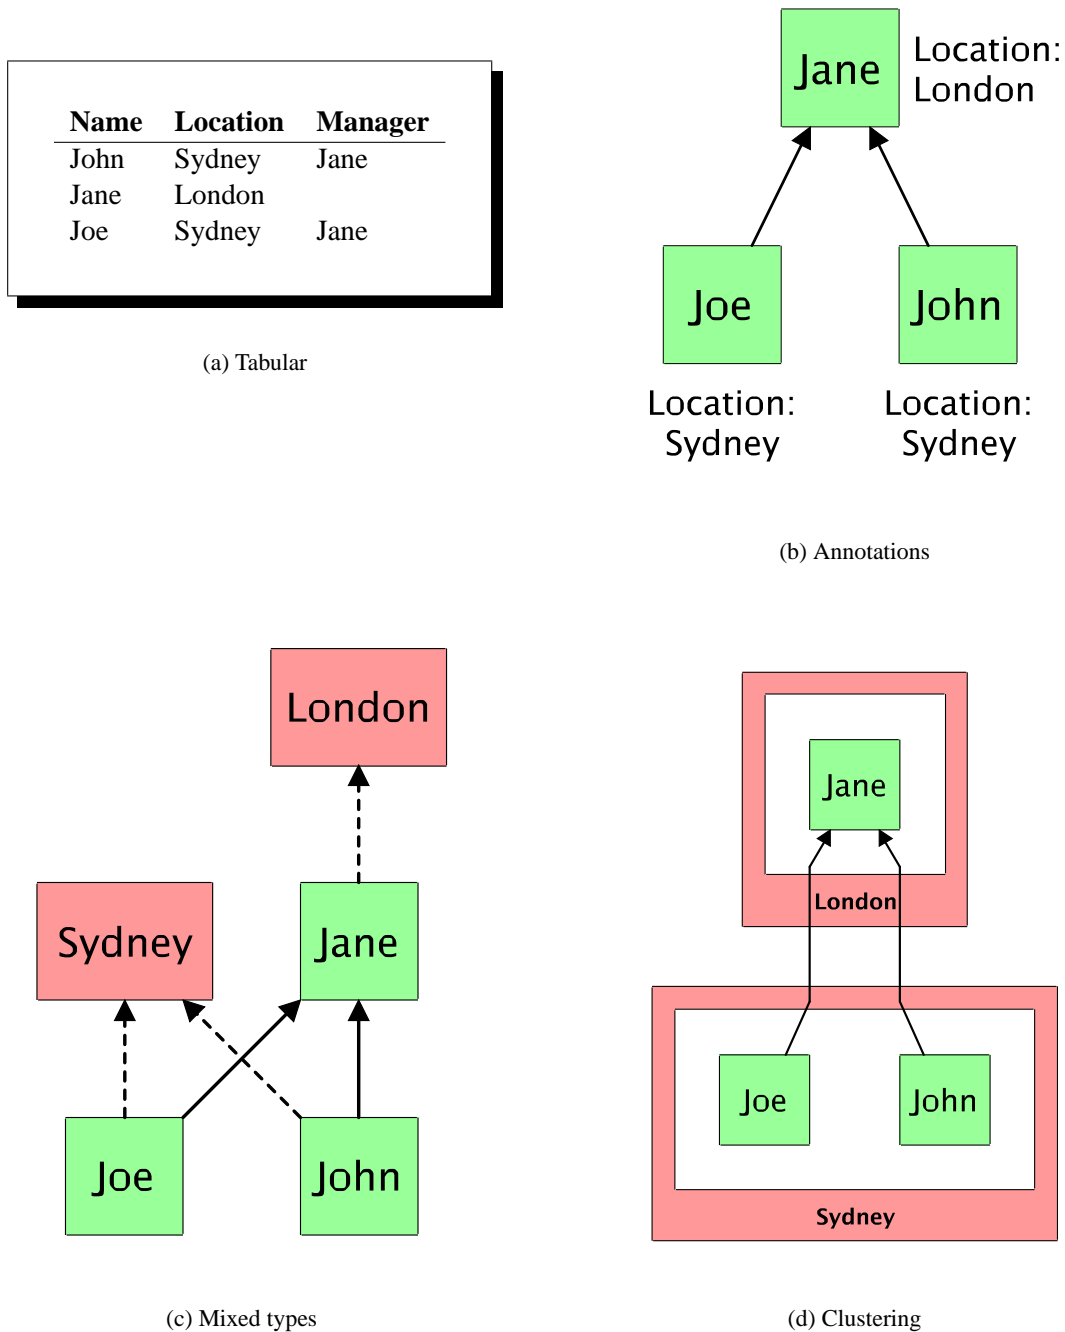 Name Location Manager
John Sydney Jane
Jane London
Joe Sydney Jane
(a) Tabular
Jane
Location:
London
Joe
John
Location:
Sydney
Location:
Sydney
(b) Annotations
London
Sydney
Jane
Joe
John
(c) Mixed types
Jane
London
Joe
John
Sydney
(d) Clustering